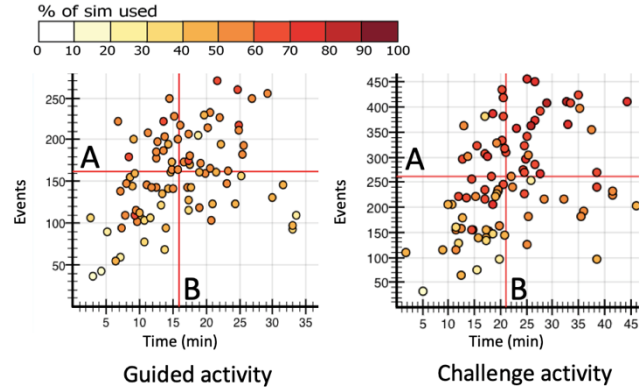 % of sim used
0 10 20 30 40 50 60 70 80 90 100
250
200
150
100
50
A
B
Events
5 10 15 20 25 30 35
Time (min)
Guided activity
450
400
350
300
250
200
150
100
50
A
B
Events
5 10 15 20 25 30 35 40 45
Time (min)
Challenge activity